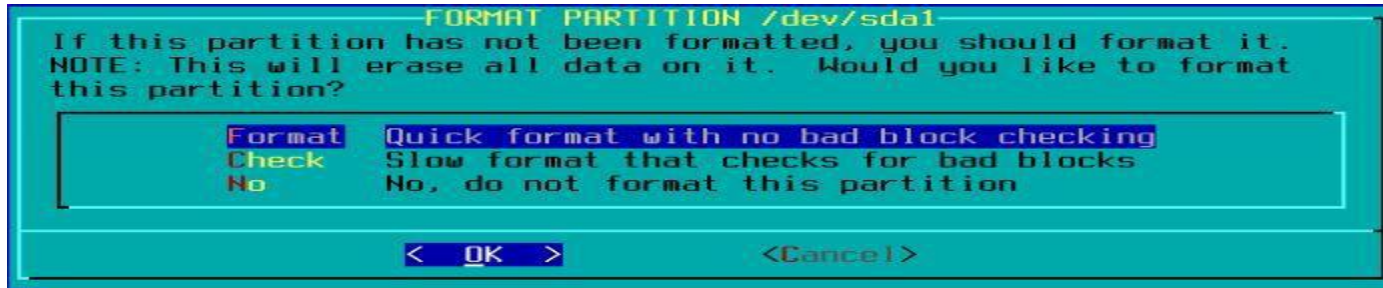 FORMAT PARTITION /dev/sda1
If this partition has not been formatted, you should format it.
NOTE: This will erase all data on it. Would you like to format
this partition?
Format Quick format with no bad block checking
Check Slow format that checks for bad blocks
No No, do not format this partition
< OK > <Cancel>